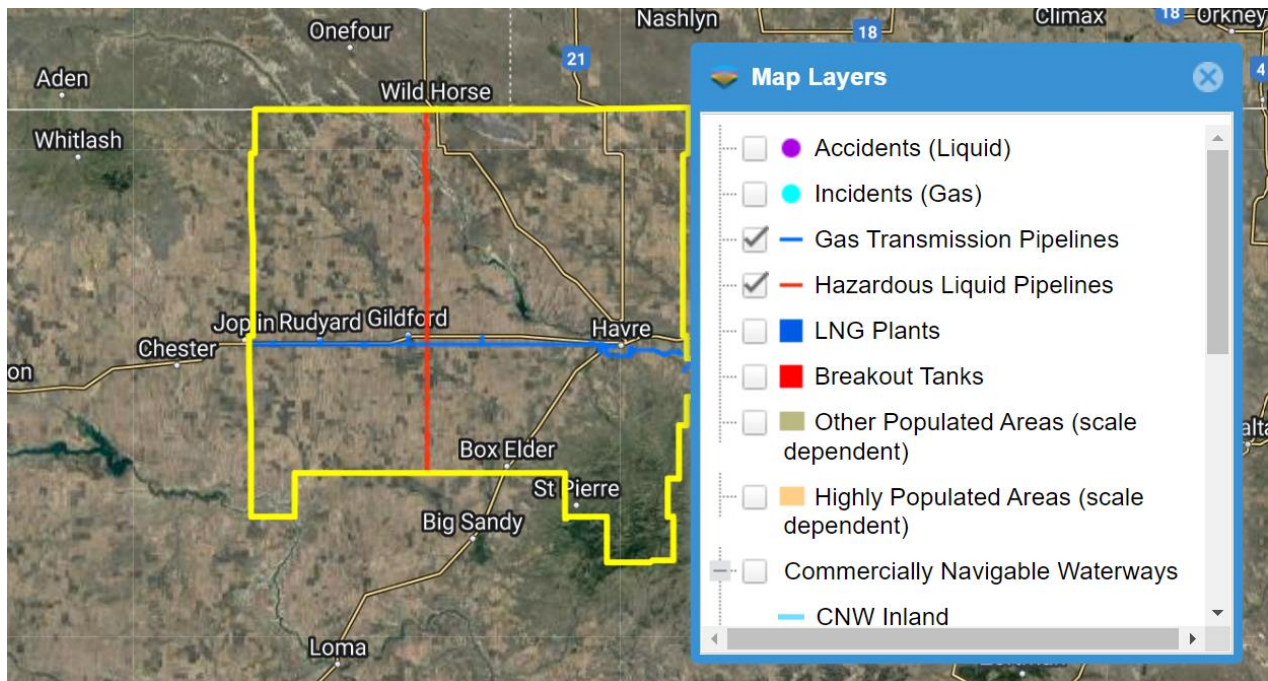 Nashlyn
Climax
18
Orkney
Onefour
18
21
4
Aden
Wild Horse
Whitlash
Joplin
Rudyard
Gildford
Havre
Chester
Box Elder
St Pierre
Big Sandy
Loma
Map Layers
Accidents (Liquid)
Incidents (Gas)
Gas Transmission Pipelines
Hazardous Liquid Pipelines
LNG Plants
Breakout Tanks
Other Populated Areas (scale
dependent)
Highly Populated Areas (scale
dependent)
Commercially Navigable Waterways
CNW Inland